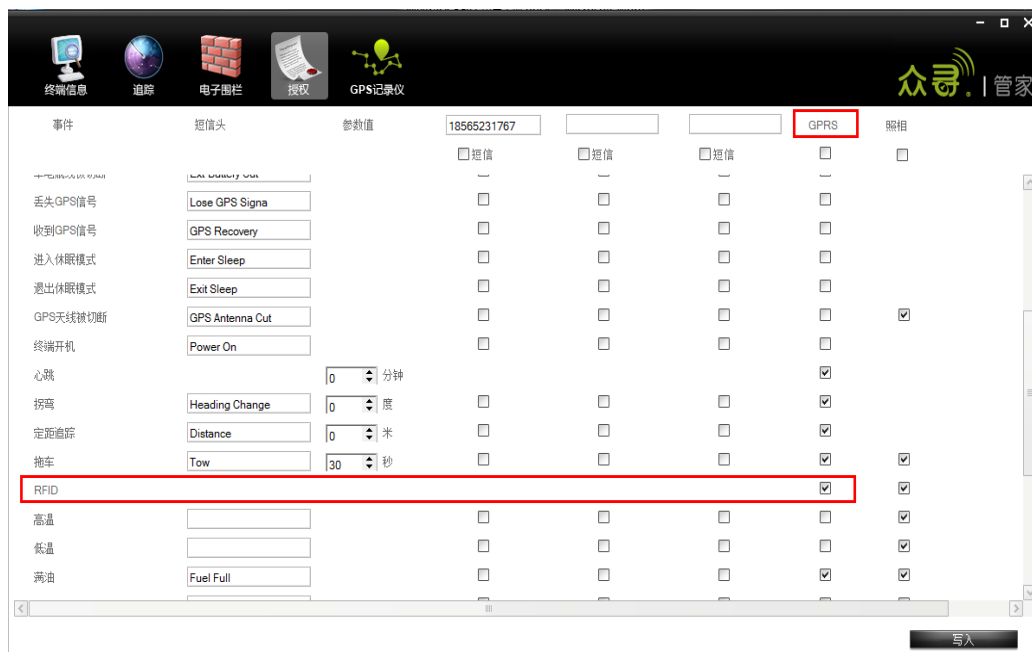 终端信息 追踪 电子围栏 授权 GPS记录仪 众寻 | 管家
事件 短信头 参数值 18565231767 GPRS 照相
短信 短信 短信
丢失GPS信号 Lose GPS Signa
收到GPS信号 GPS Recovery
进入休眠模式 Enter Sleep
退出休眠模式 Exit Sleep
GPS天线被切断 GPS Antenna Cut
终端开机 Power On
心跳 0 分钟
拐弯 Heading Change 0 度
定距追踪 Distance 0 米
拖车 Tow 30 秒
RFID
高温
低温
满油 Fuel Full
写入